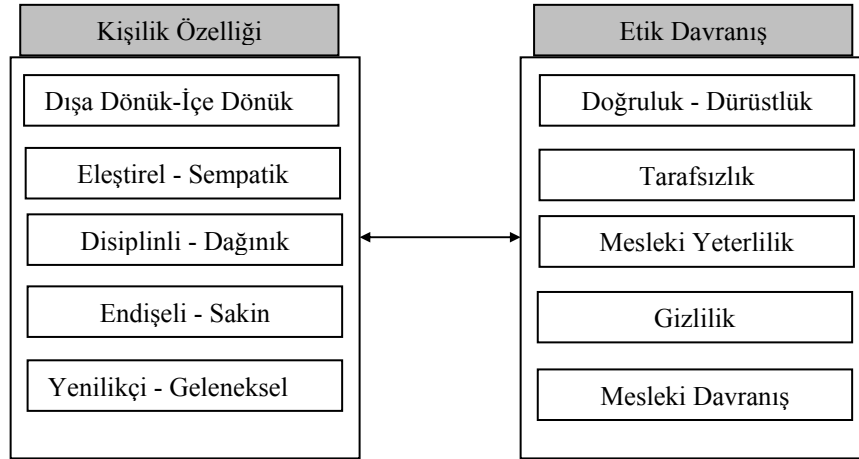 Kişilik Özelliği
Dışa Dönük-İçe Dönük
Eleştirel - Sempatik
Disiplinli - Dağınık
Endişeli - Sakin
Yenilikçi - Geleneksel
Etik Davranış
Doğruluk - Dürüstlük
Tarafsızlık
Mesleki Yeterlilik
Gizlilik
Mesleki Davranış